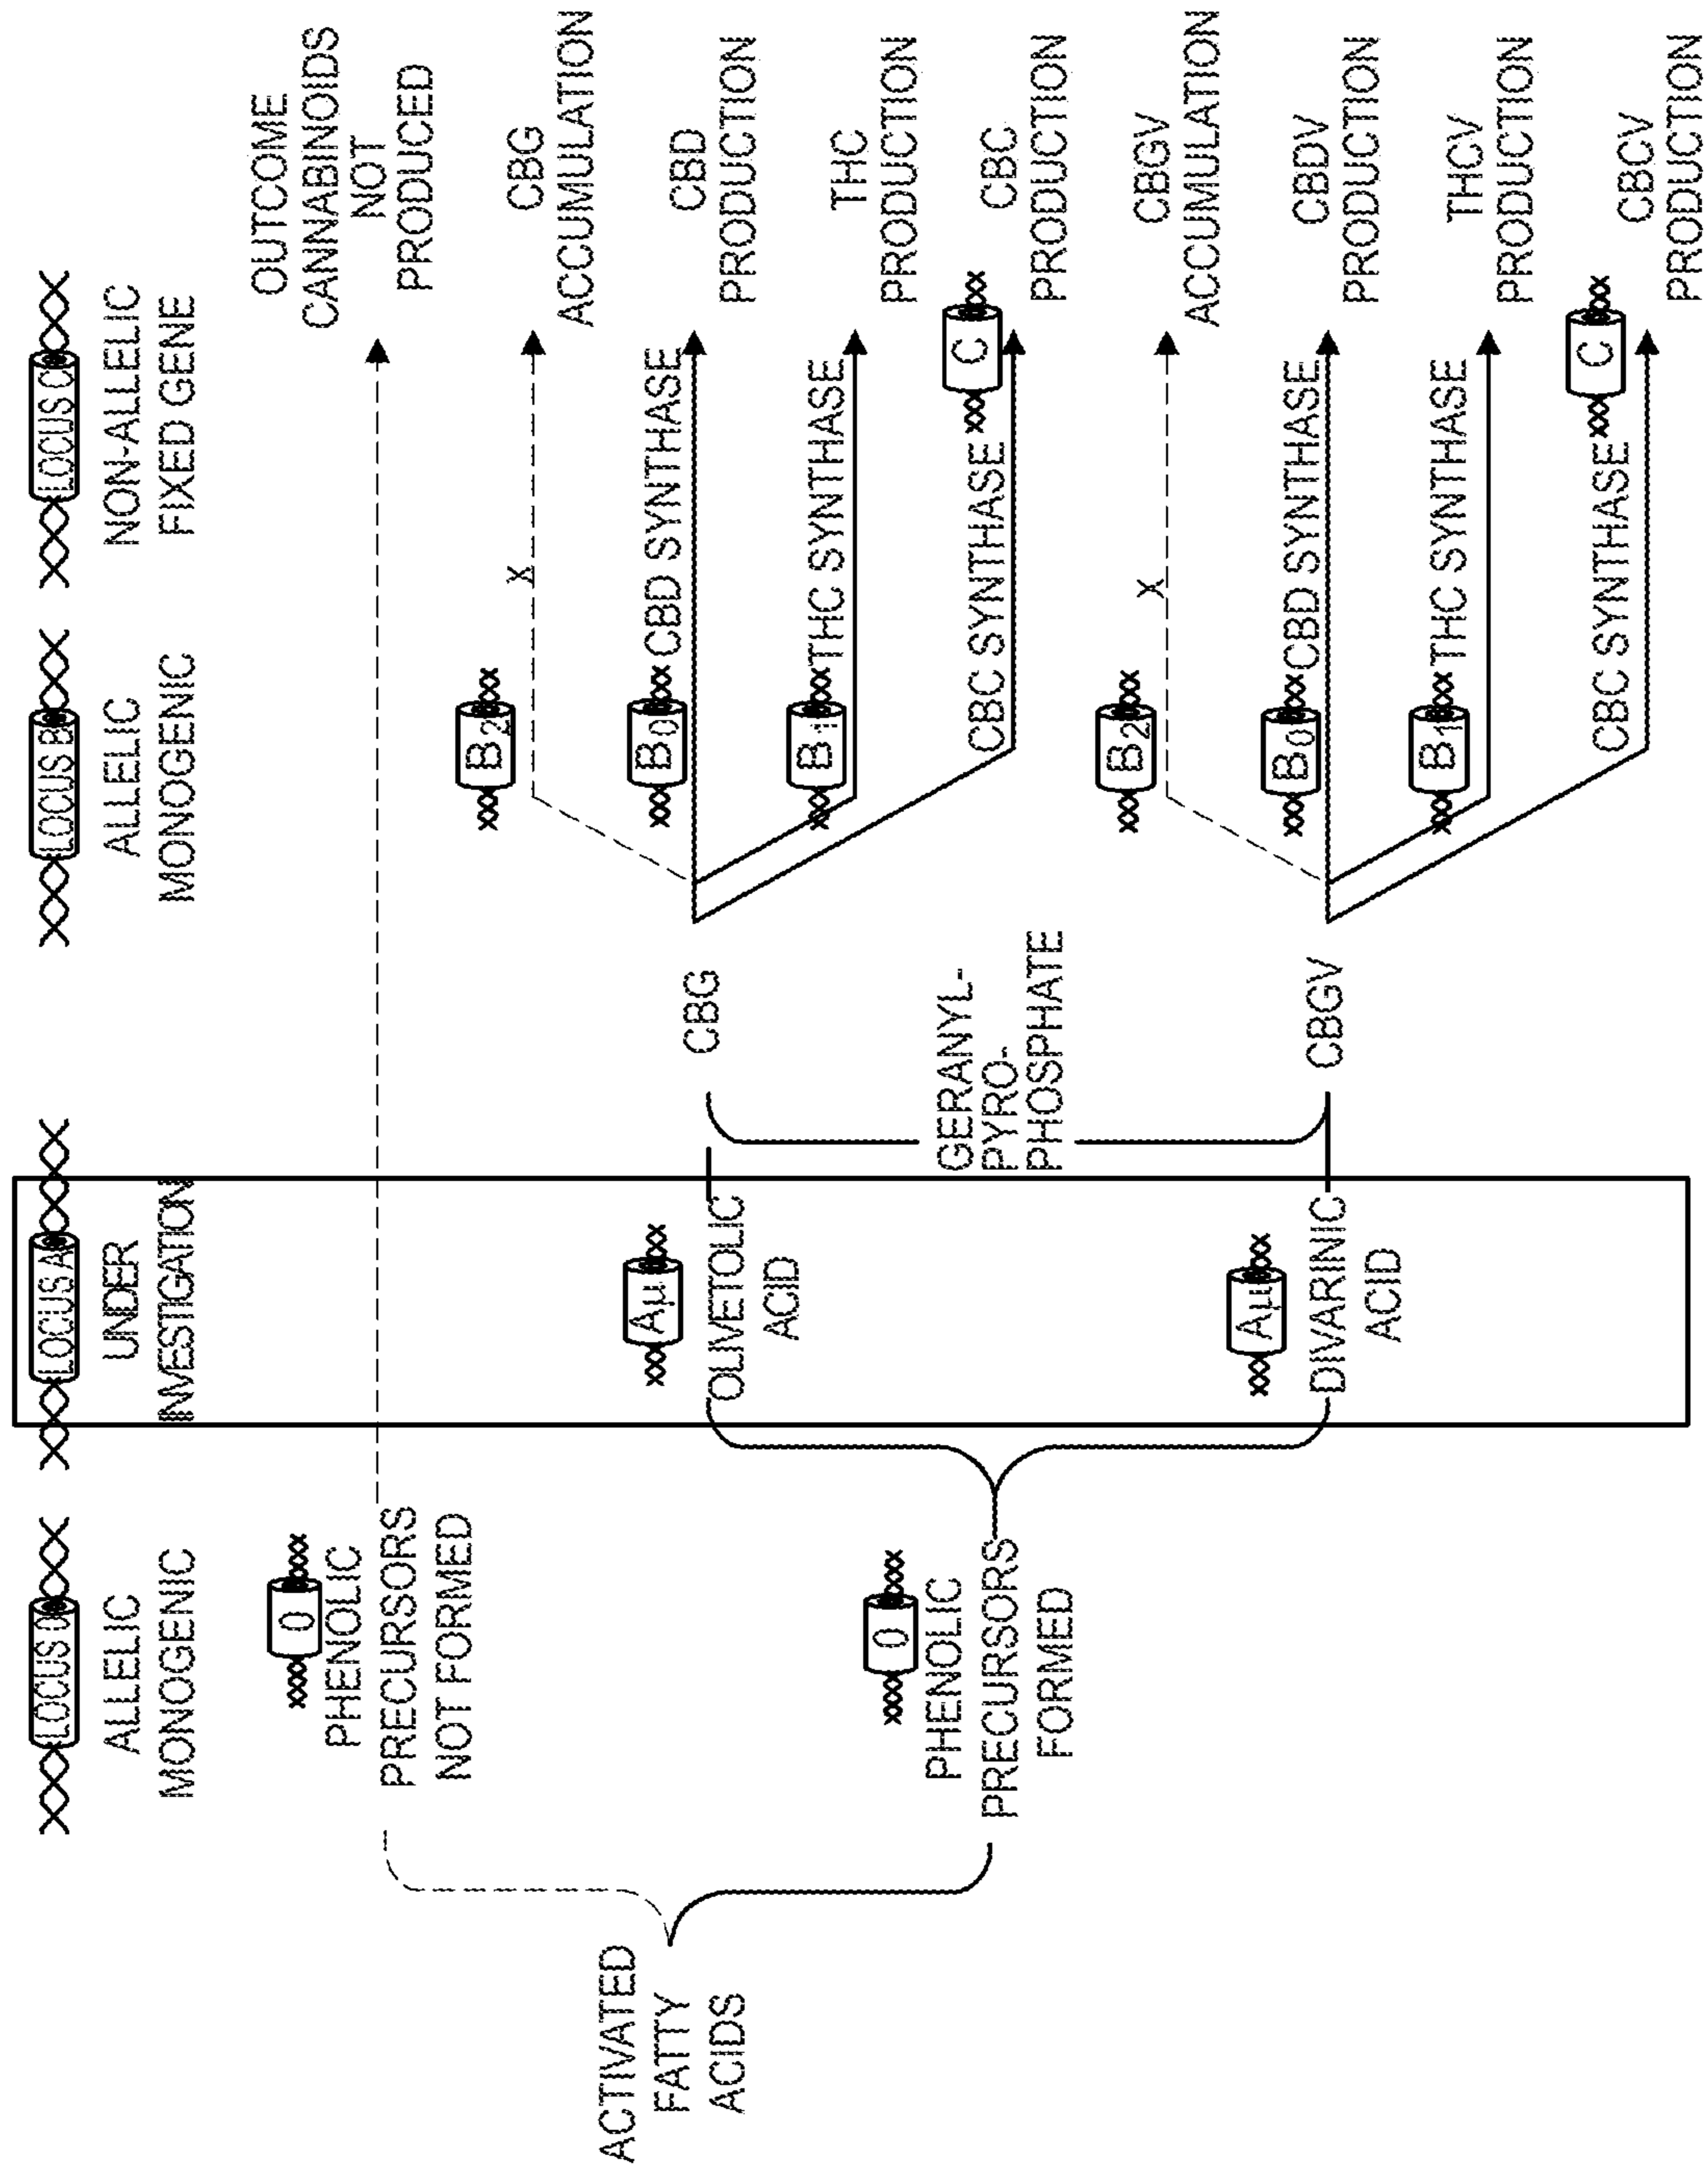 LOCUS 0
ALLELIC
MONOGENIC
LOCUS A
UNDER
INVESTIGATION
LOCUS B
ALLELIC
MONOGENIC
LOCUS C
NON-ALLELIC
FIXED GENE
OUTCOME
ACTIVATED
FATTY
ACIDS
0
PHENOLIC
PRECURSORS
NOT FORMED
CANNABINOIDS
NOT
PRODUCED
0
PHENOLIC
PRECURSORS
FORMED
Aµ
OLIVETOLIC
ACID
Aµ
DIVARINIC
ACID
GERANYL-
PYRO-
PHOSPHATE
CBG
B2
X
CBG
ACCUMULATION
B0
CBD SYNTHASE
CBD
PRODUCTION
B1
THC SYNTHASE
THC
PRODUCTION
CBC SYNTHASE
C
CBC
PRODUCTION
CBGV
B2
X
CBGV
ACCUMULATION
B0
CBD SYNTHASE
CBDV
PRODUCTION
B1
THC SYNTHASE
THCV
PRODUCTION
CBC SYNTHASE
C
CBCV
PRODUCTION